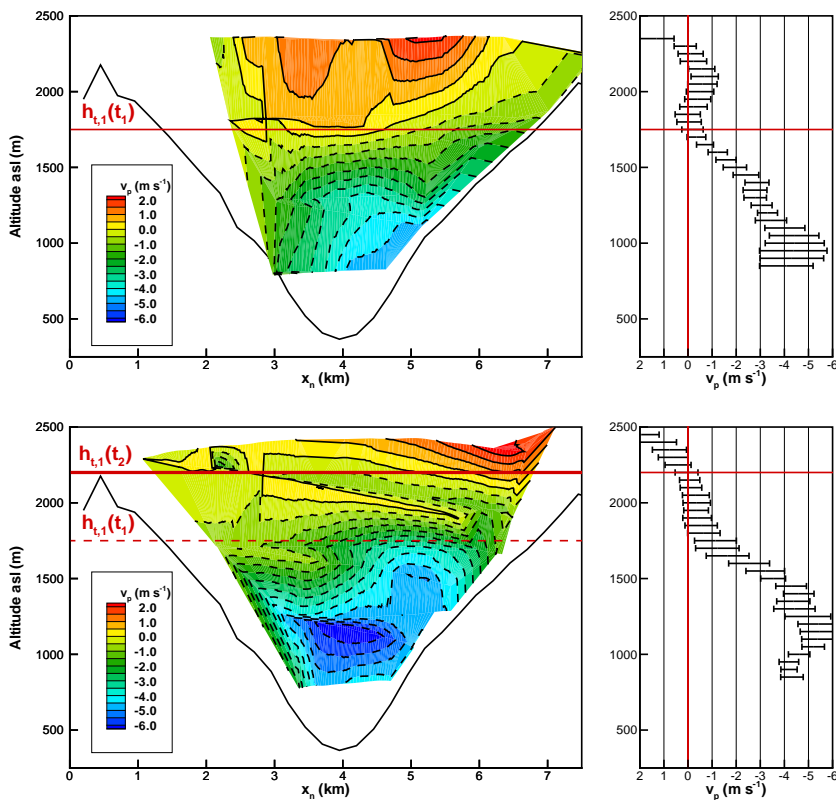 2500
2000
1500
1000
500
Altitude asl (m)
h_t,1(t_1)
v_p (m s^-1)
2.0
1.0
0.0
-1.0
-2.0
-3.0
-4.0
-5.0
-6.0
0 1 2 3 4 5 6 7
x_n (km)
2500
2000
1500
1000
500
2 1 0 -1 -2 -3 -4 -5 -6
v_p (m s^-1)
2500
2000
1500
1000
500
Altitude asl (m)
h_t,1(t_2)
h_t,1(t_1)
v_p (m s^-1)
2.0
1.0
0.0
-1.0
-2.0
-3.0
-4.0
-5.0
-6.0
0 1 2 3 4 5 6 7
x_n (km)
2500
2000
1500
1000
500
2 1 0 -1 -2 -3 -4 -5 -6
v_p (m s^-1)